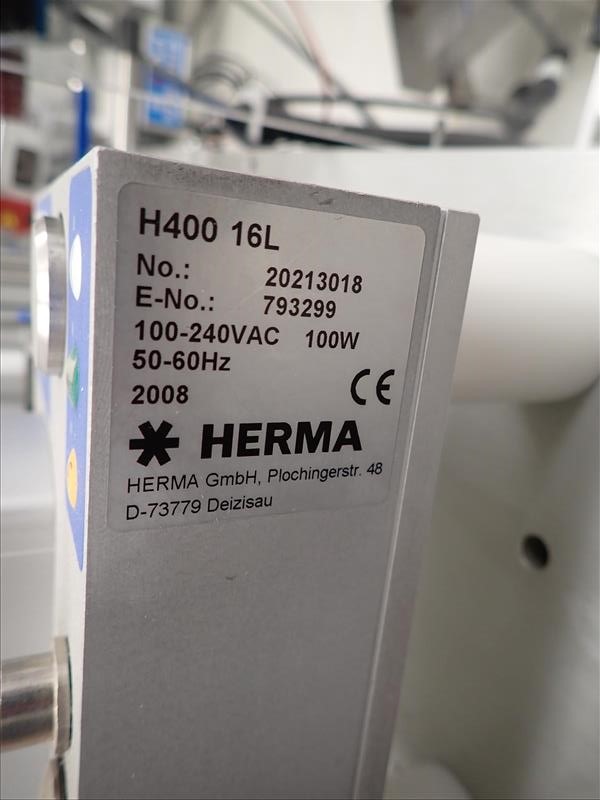 H400 16L
No.: 20213018
E-No.: 793299
100-240VAC 100W
50-60Hz
2008 CE
HERMA
HERMA GmbH, Plochingerstr. 48
D-73779 Deizisau